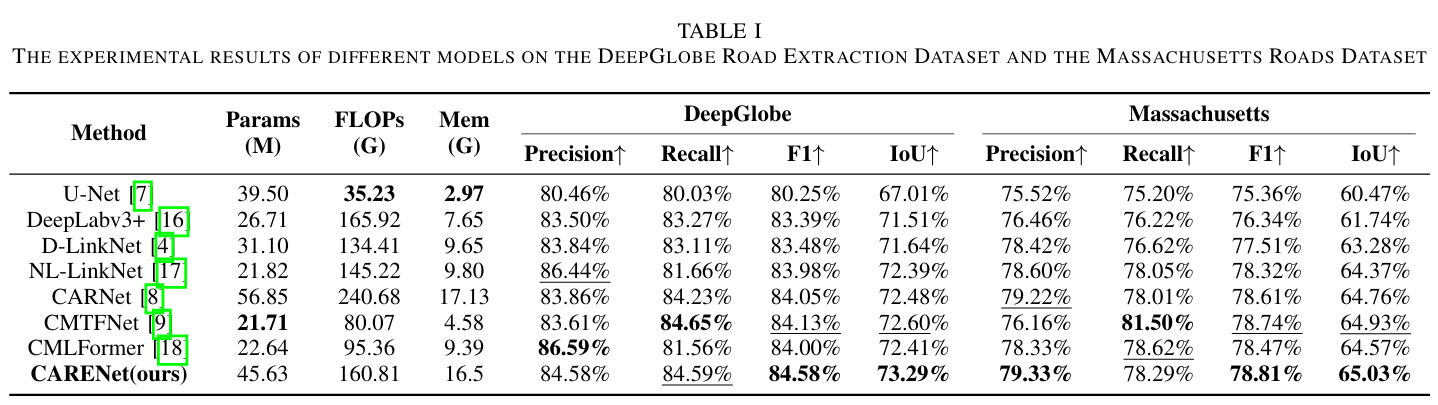 TABLE I
THE EXPERIMENTAL RESULTS OF DIFFERENT MODELS ON THE DEEPGLOBE ROAD EXTRACTION DATASET AND THE MASSACHUSETTS ROADS DATASET
Method Params (M) FLOPs (G) Mem (G) DeepGlobe Massachusetts
Precision↑ Recall↑ F1↑ IoU↑ Precision↑ Recall↑ F1↑ IoU↑
U-Net [7] 39.50 35.23 2.97 80.46% 80.03% 80.25% 67.01% 75.52% 75.20% 75.36% 60.47%
DeepLabv3+ [16] 26.71 165.92 7.65 83.50% 83.27% 83.39% 71.51% 76.46% 76.22% 76.34% 61.74%
D-LinkNet [4] 31.10 134.41 9.65 83.84% 83.11% 83.48% 71.64% 78.42% 76.62% 77.51% 63.28%
NL-LinkNet [17] 21.82 145.22 9.80 86.44% 81.66% 83.98% 72.39% 78.60% 78.05% 78.32% 64.37%
CARNet [8] 56.85 240.68 17.13 83.86% 84.23% 84.05% 72.48% 79.22% 78.01% 78.61% 64.76%
CMTFNet [9] 21.71 80.07 4.58 83.61% 84.65% 84.13% 72.60% 76.16% 81.50% 78.74% 64.93%
CMLFormer [18] 22.64 95.36 9.39 86.59% 81.56% 84.00% 72.41% 78.33% 78.62% 78.47% 64.57%
CARENet(ours) 45.63 160.81 16.5 84.58% 84.59% 84.58% 73.29% 79.33% 78.29% 78.81% 65.03%